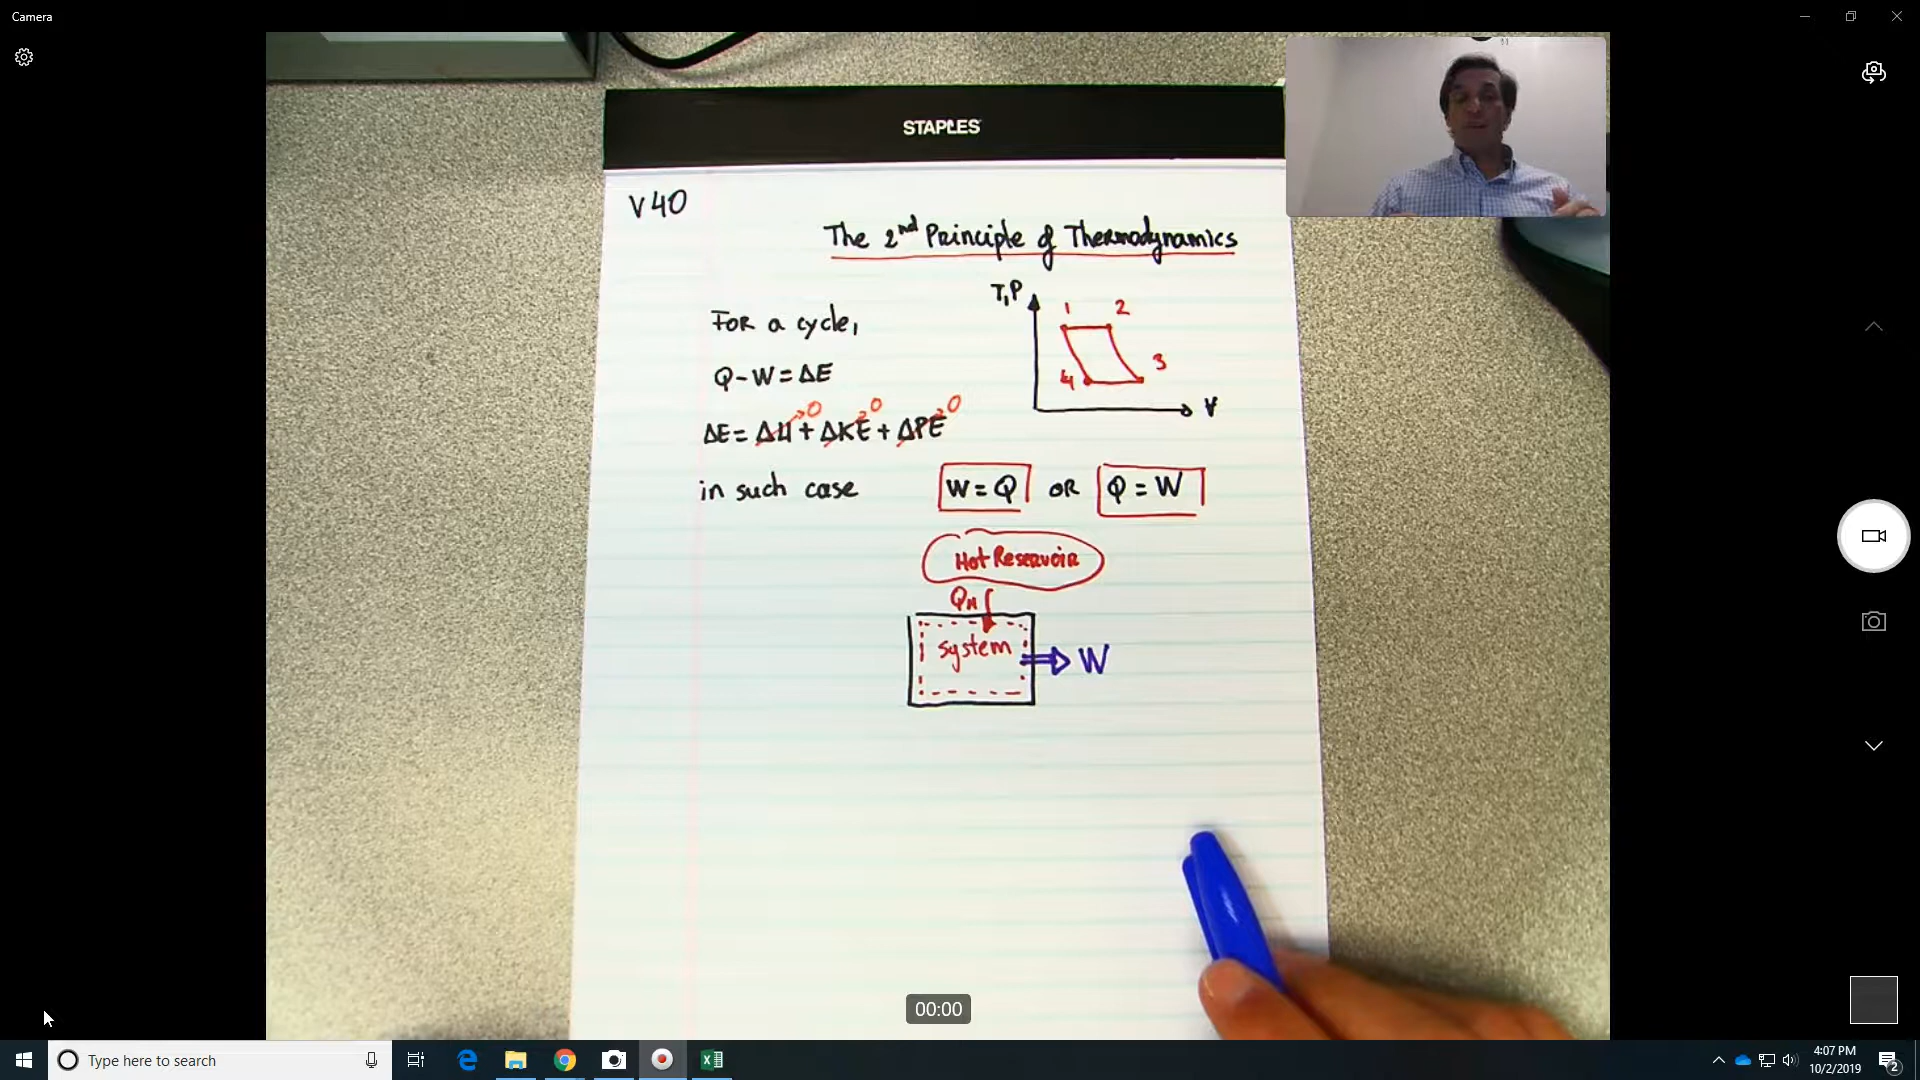 Camera
STAPLES
V40
The 2nd Principle of Thermodynamics
T,P
1 2
For a cycle,
3
Q-W=ΔE
4
V
0 0 0
ΔE= ΔU + ΔKE + ΔPE
in such case W=Q OR Q=W
Hot Reservoir
QH
system
W
00:00
Type here to search
4:07 PM
10/2/2019
2